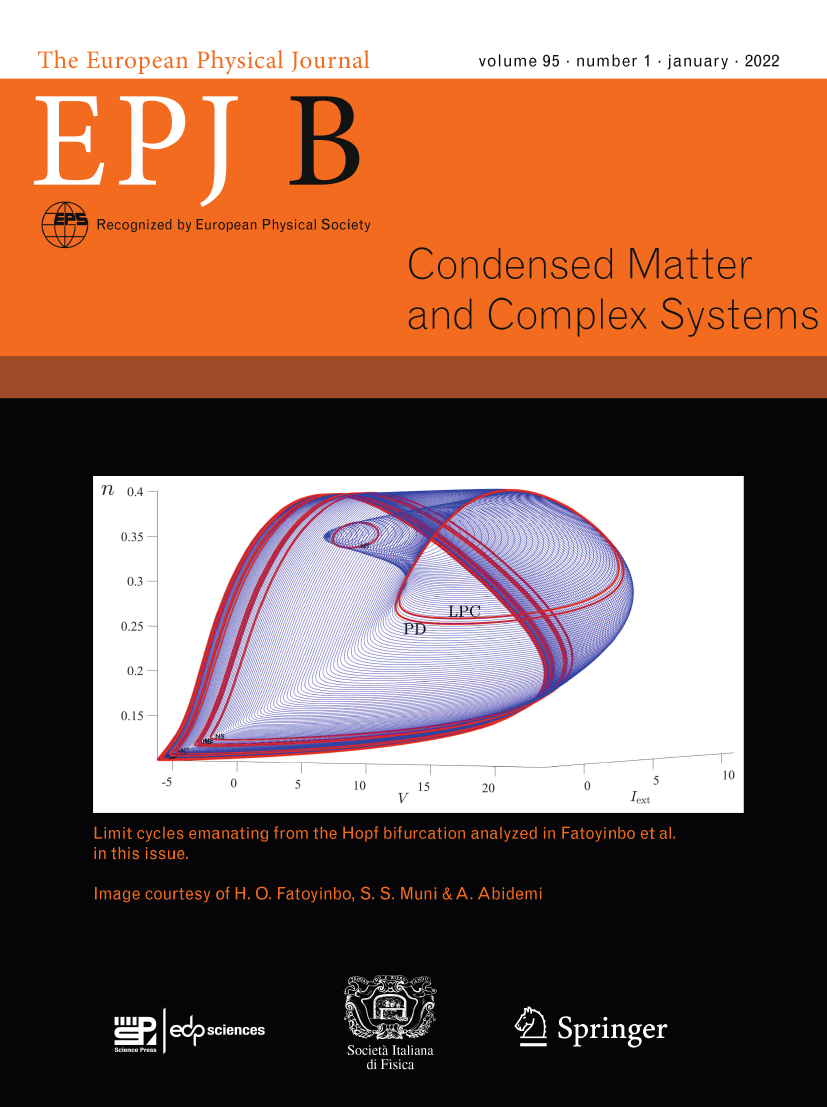 The European Physical Journal
volume 95 · number 1 · january · 2022
EPJ B
EPS
Recognized by European Physical Society
Condensed Matter
and Complex Systems
n
0.4
0.35
0.3
0.25
0.2
0.15
LPC
PD
NS
-5
0
5
10
15
20
V
0
5
10
I ext
Limit cycles emanating from the Hopf bifurcation analyzed in Fatoyinbo et al.
in this issue.
Image courtesy of H. O. Fatoyinbo, S. S. Muni & A. Abidemi
Science Press
edp sciences
Società Italiana
di Fisica
Springer